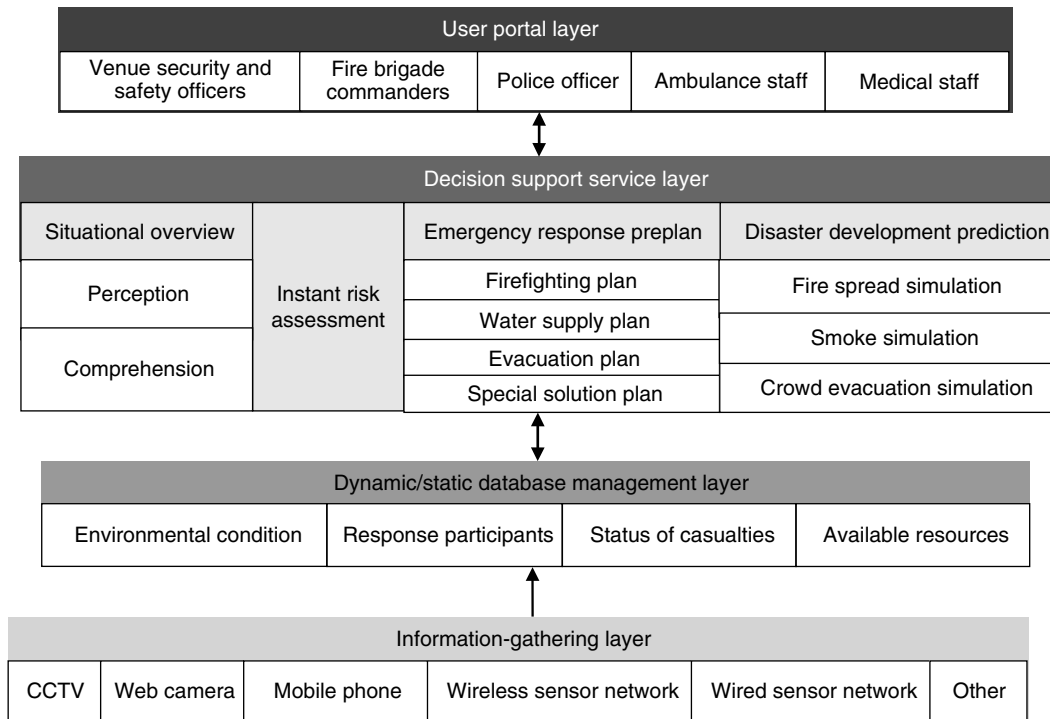 User portal layer
Venue security and
safety officers
Fire brigade
commanders
Police officer
Ambulance staff
Medical staff
Decision support service layer
Situational overview
Perception
Comprehension
Instant risk
assessment
Emergency response preplan
Firefighting plan
Water supply plan
Evacuation plan
Special solution plan
Disaster development prediction
Fire spread simulation
Smoke simulation
Crowd evacuation simulation
Dynamic/static database management layer
Environmental condition
Response participants
Status of casualties
Available resources
Information-gathering layer
CCTV
Web camera
Mobile phone
Wireless sensor network
Wired sensor network
Other